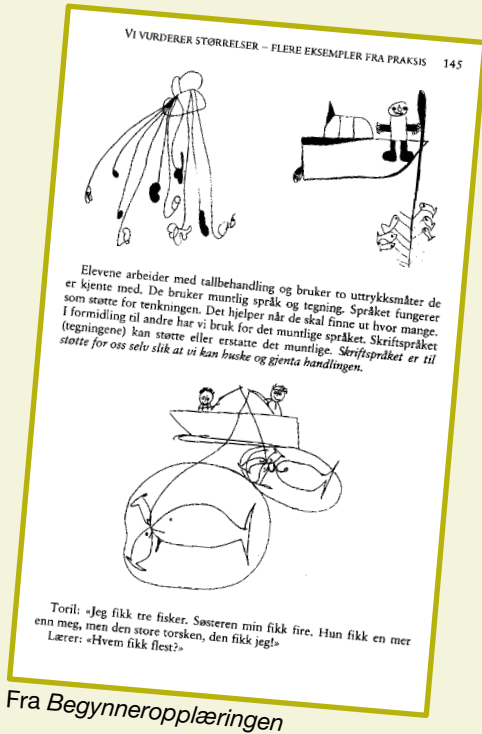 VI VURDERER STØRRELSER – FLERE EKSEMPLER FRA PRAKSIS 145
Elevene arbeider med tallbehandling og bruker to uttrykksmåter de
er kjente med. De bruker muntlig språk og tegning. Språket fungerer
som støtte for tenkningen. Det hjelper når de skal finne ut hvor mange.
I formidling til andre har vi bruk for det muntlige språket. Skriftspråket
(tegningene) kan støtte eller erstatte det muntlige. Skriftspråket er til
støtte for oss selv slik at vi kan huske og gjenta handlingen.
Toril: «Jeg fikk tre fisker. Søsteren min fikk fire. Hun fikk en mer
enn meg, men den store torsken, den fikk jeg!»
Lærer: «Hvem fikk flest?»
Fra Begynneropplæringen